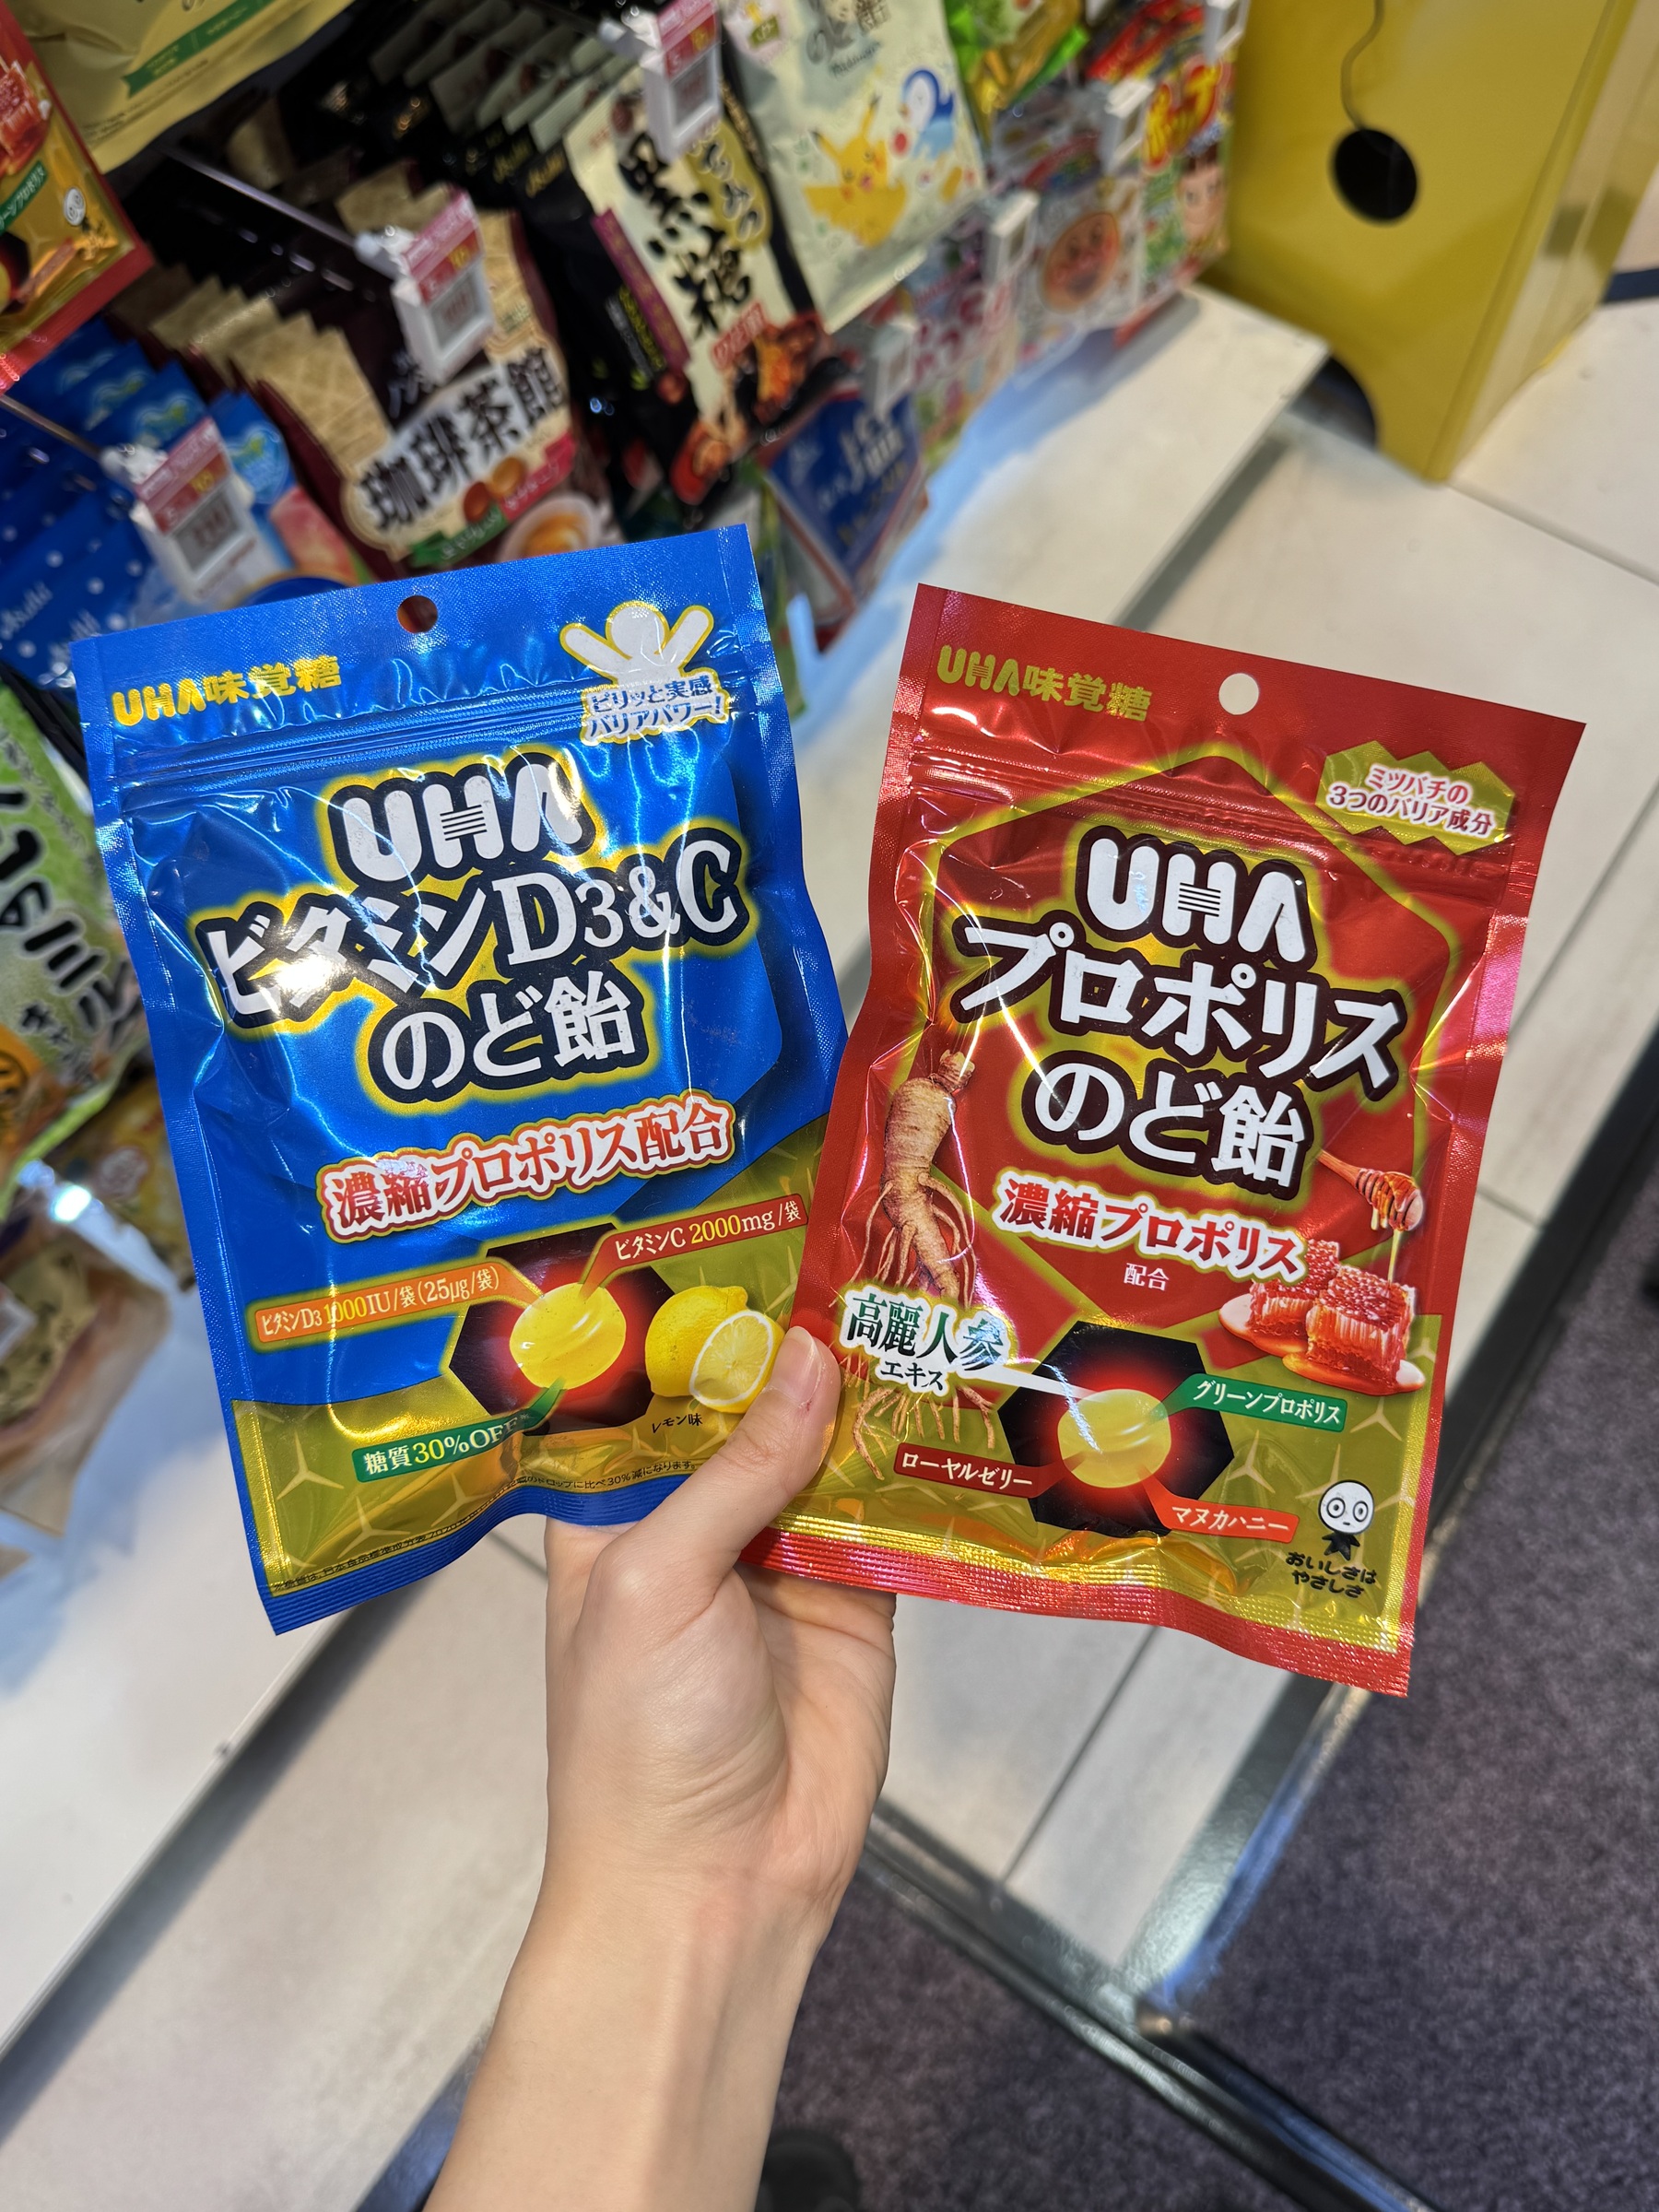 珈琲茶館
黒糖
UHA味覚糖
ピリッと実感
バリアパワー!
UHA
ビタミンD3&C
のど飴
濃縮プロポリス配合
ビタミンC 2000mg/袋
ビタミンD3 1000IU/袋(25μg/袋)
糖質30%OFF
レモン味
UHA味覚糖
ミツバチの
3つのバリア成分
UHA
プロポリス
のど飴
濃縮プロポリス
配合
高麗人参
エキス
グリーンプロポリス
ローヤルゼリー
マヌカハニー
おいしさは
やさしさ